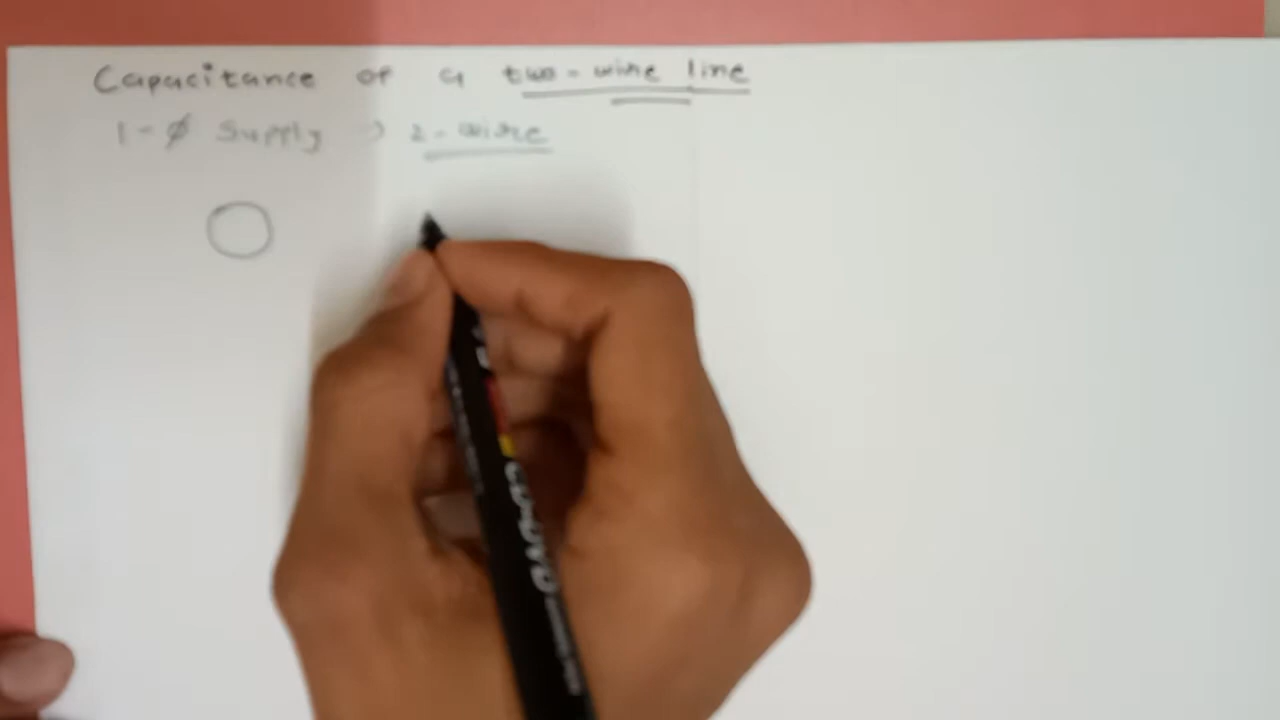 Capacitance of a two-wire line
1-ϕ Supply → 2-wire